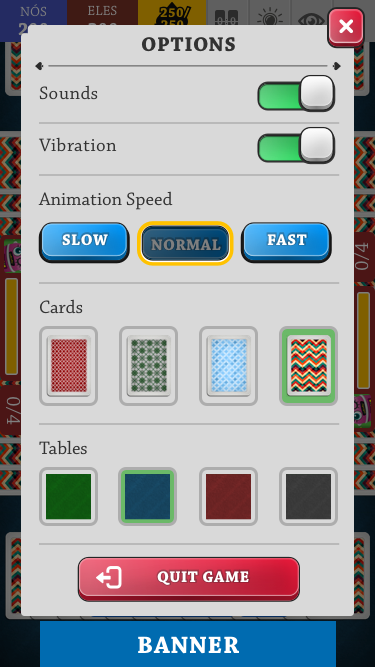 NÓS
ELES
250/
250
OPTIONS
Sounds
Vibration
Animation Speed
SLOW
NORMAL
FAST
Cards
0/4
0/4
Tables
QUIT GAME
BANNER